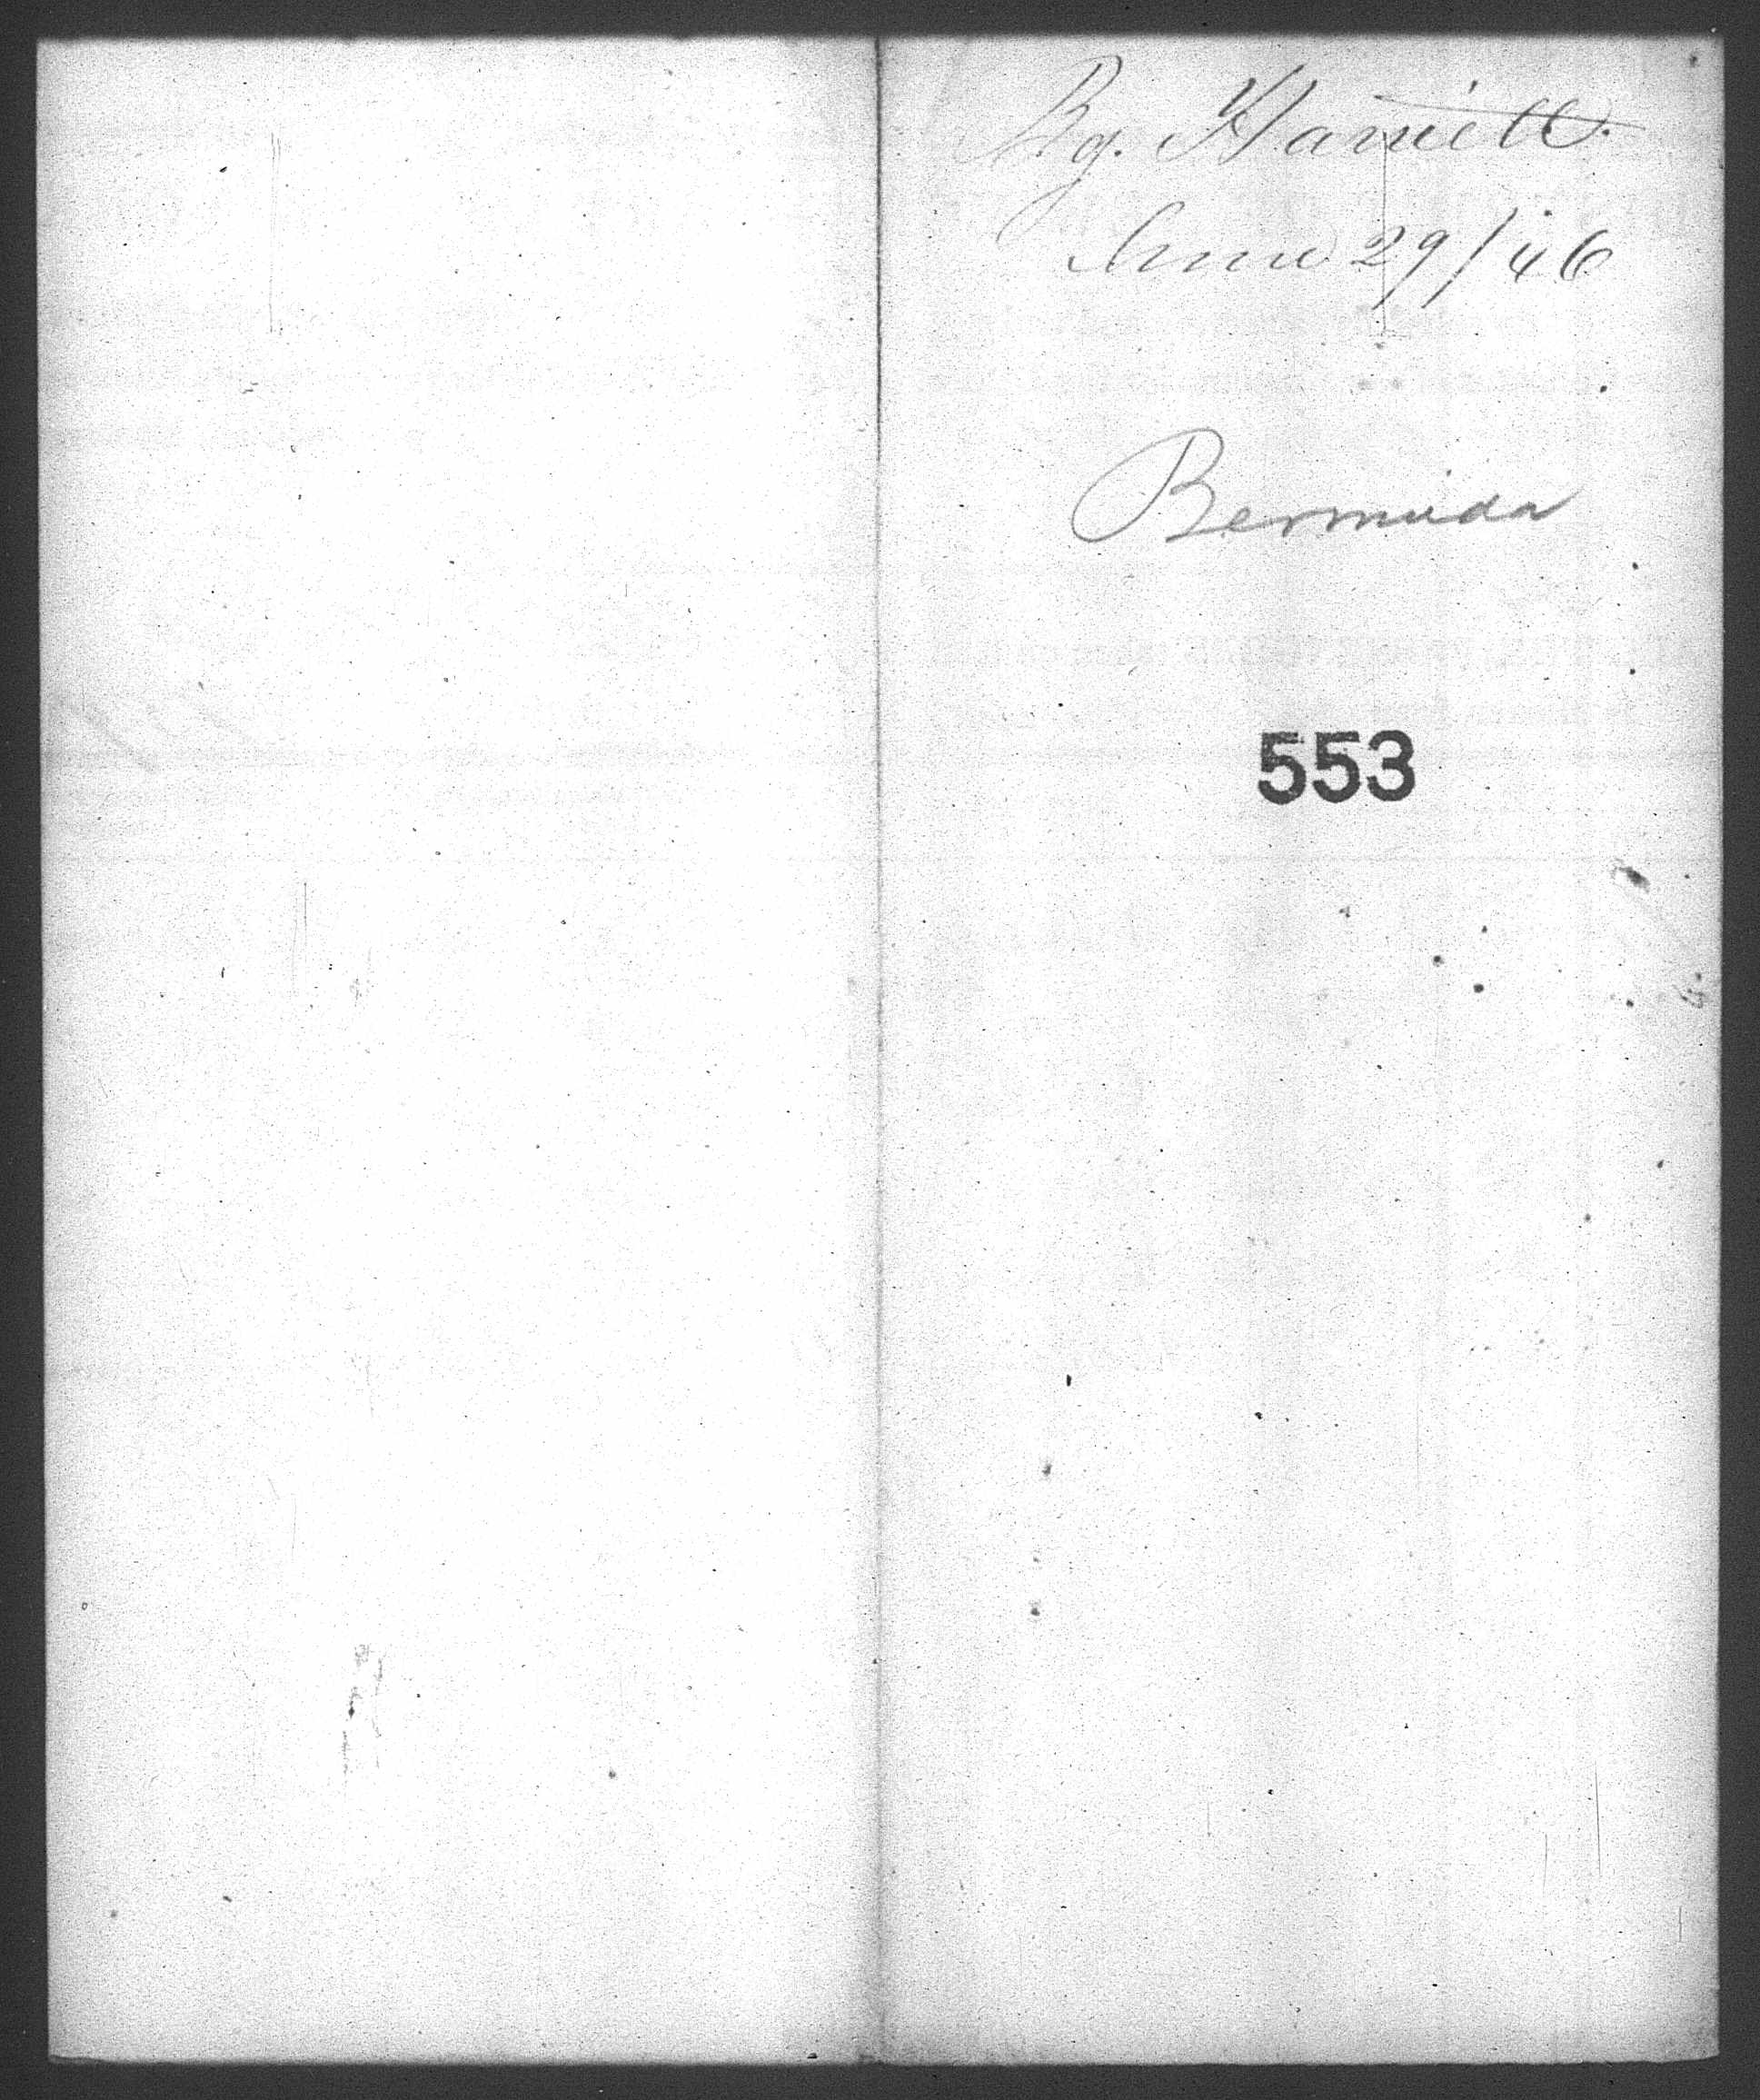 Bg. Harriett.
June 29/46
Bermuda
553